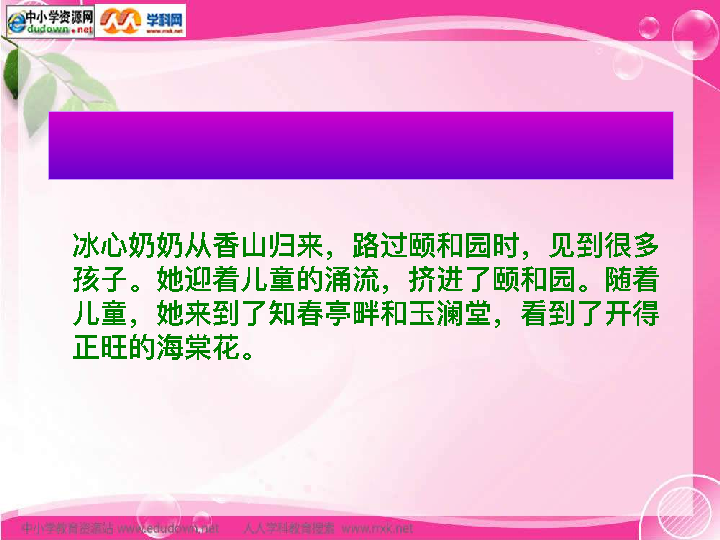 中小学资源网
dudown.net
学科网
www.nxk.net
冰心奶奶从香山归来，路过颐和园时，见到很多
孩子。她迎着儿童的涌流，挤进了颐和园。随着
儿童，她来到了知春亭畔和玉澜堂，看到了开得
正旺的海棠花。
中小学教育资源站 www.edudown.net 人人学科教育搜索 www.rrxk.net